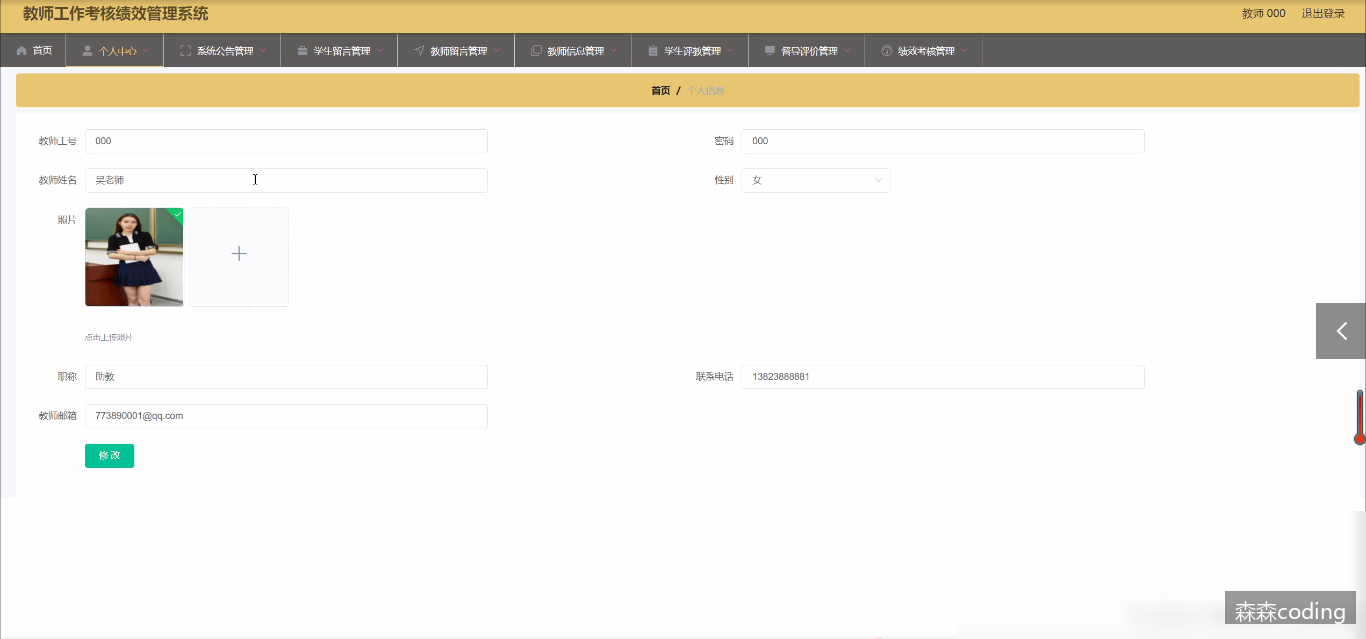 教师工作考核绩效管理系统
教师 000 退出登录
首页 个人中心 系统公告管理 学生留言管理 教师留言管理 教师信息管理 学生评教管理 督导评价管理 绩效考核管理
首页 / 个人信息
教师工号 000 密码 000
教师姓名 吴老师 性别 女
照片
点击上传照片
职称 助教 联系电话 13823888881
教师邮箱 773890001@qq.com
修改
森森coding